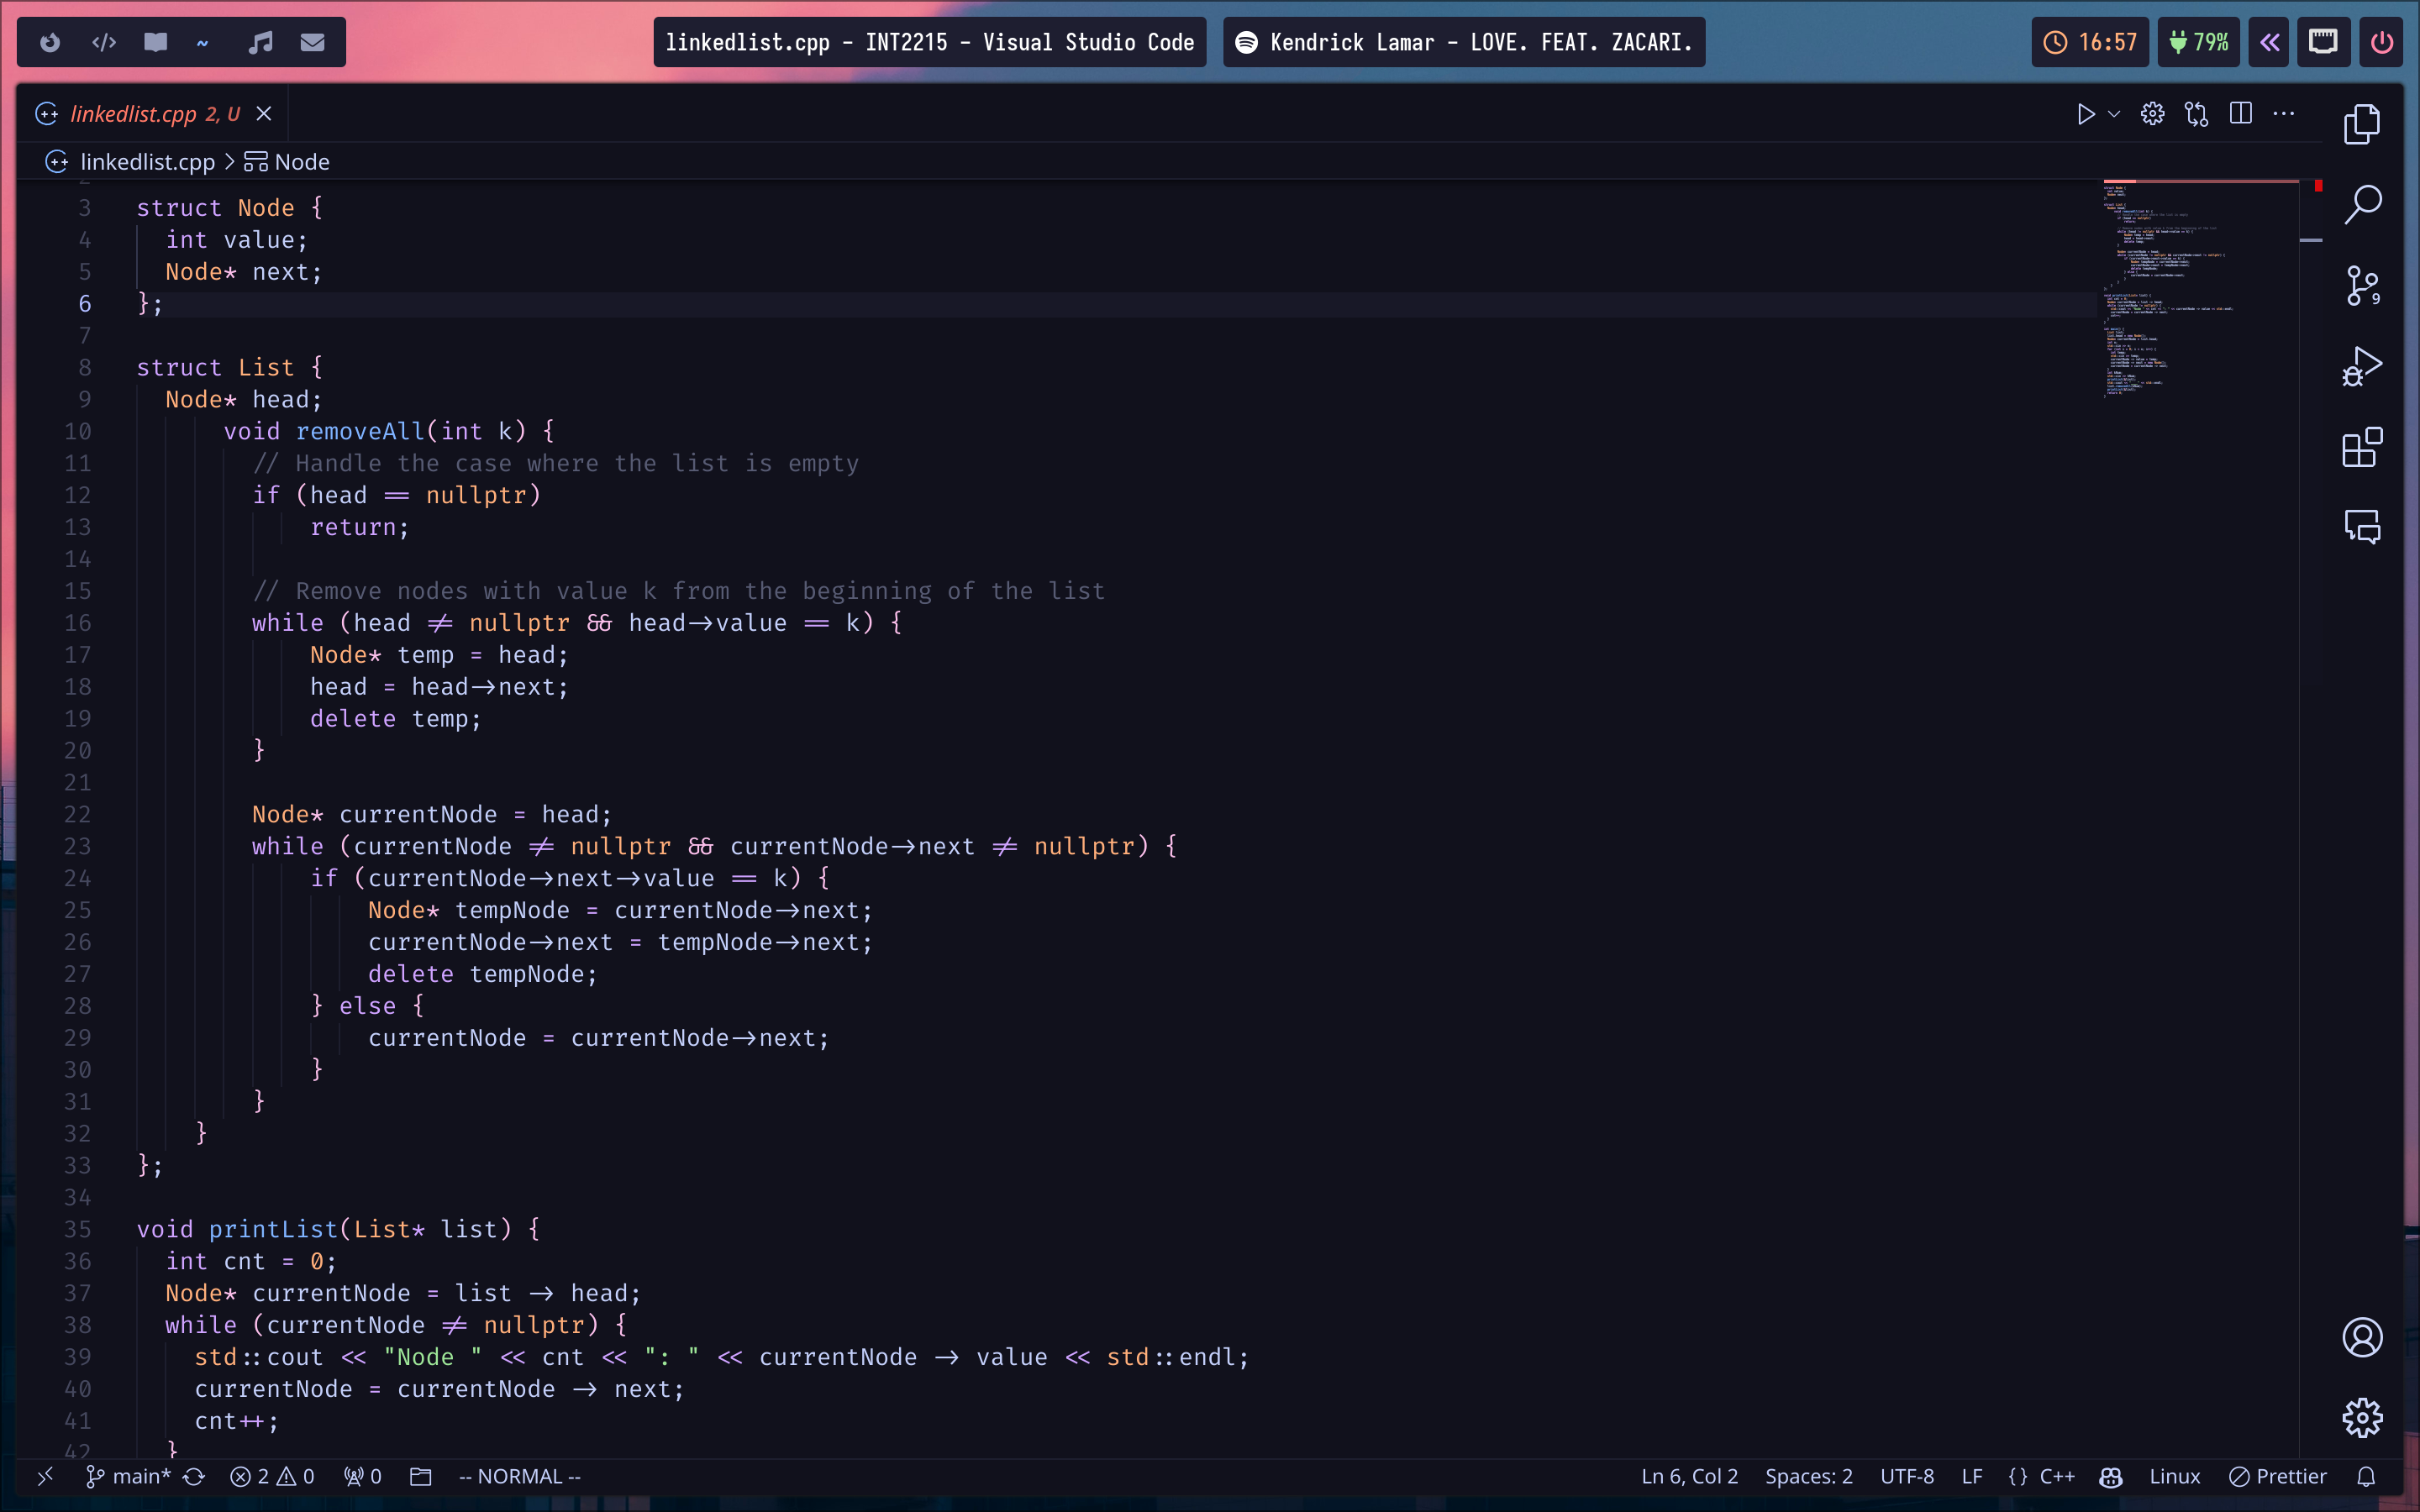 linkedlist.cpp - INT2215 - Visual Studio Code
Kendrick Lamar - LOVE. FEAT. ZACARI.
16:57
79%
linkedlist.cpp 2, U
linkedlist.cpp > Node
3 struct Node {
4 int value;
5 Node* next;
6 };
7
8 struct List {
9 Node* head;
10 void removeAll(int k) {
11 // Handle the case where the list is empty
12 if (head == nullptr)
13 return;
14
15 // Remove nodes with value k from the beginning of the list
16 while (head != nullptr && head->value == k) {
17 Node* temp = head;
18 head = head->next;
19 delete temp;
20 }
21
22 Node* currentNode = head;
23 while (currentNode != nullptr && currentNode->next != nullptr) {
24 if (currentNode->next->value == k) {
25 Node* tempNode = currentNode->next;
26 currentNode->next = tempNode->next;
27 delete tempNode;
28 } else {
29 currentNode = currentNode->next;
30 }
31 }
32 }
33 };
34
35 void printList(List* list) {
36 int cnt = 0;
37 Node* currentNode = list -> head;
38 while (currentNode != nullptr) {
39 std::cout << "Node " << cnt << ": " << currentNode -> value << std::endl;
40 currentNode = currentNode -> next;
41 cnt++;
42 }
9
main* 2 0 0 -- NORMAL --
Ln 6, Col 2 Spaces: 2 UTF-8 LF {} C++ Linux Prettier